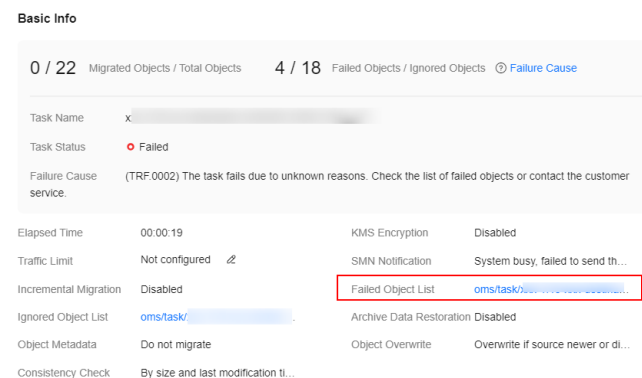 Basic Info
0 / 22 Migrated Objects / Total Objects 4 / 18 Failed Objects / Ignored Objects ? Failure Cause
Task Name x
Task Status Failed
Failure Cause (TRF.0002) The task fails due to unknown reasons. Check the list of failed objects or contact the customer
service.
Elapsed Time 00:00:19 KMS Encryption Disabled
Traffic Limit Not configured SMN Notification System busy, failed to send th...
Incremental Migration Disabled Failed Object List oms/task/
Ignored Object List oms/task/ Archive Data Restoration Disabled
Object Metadata Do not migrate Object Overwrite Overwrite if source newer or di...
Consistency Check By size and last modification ti...